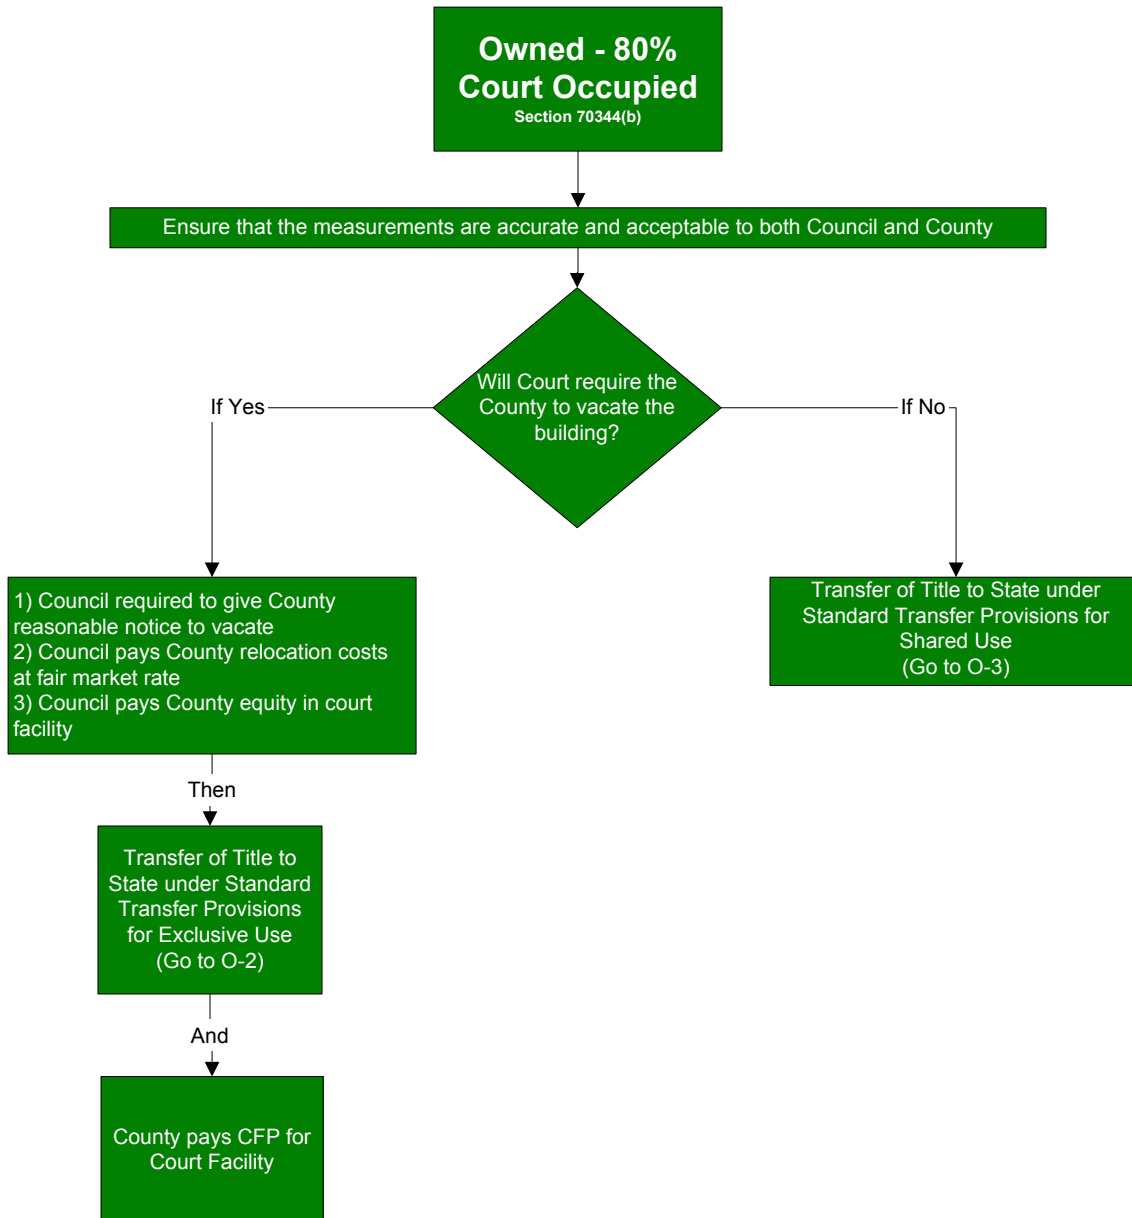 Owned - 80%
Court Occupied
Section 70344(b)
Ensure that the measurements are accurate and acceptable to both Council and County
Will Court require the
County to vacate the
building?
If Yes
If No
1) Council required to give County
reasonable notice to vacate
2) Council pays County relocation costs
at fair market rate
3) Council pays County equity in court
facility
Transfer of Title to State under
Standard Transfer Provisions for
Shared Use
(Go to O-3)
Then
Transfer of Title to
State under Standard
Transfer Provisions
for Exclusive Use
(Go to O-2)
And
County pays CFP for
Court Facility